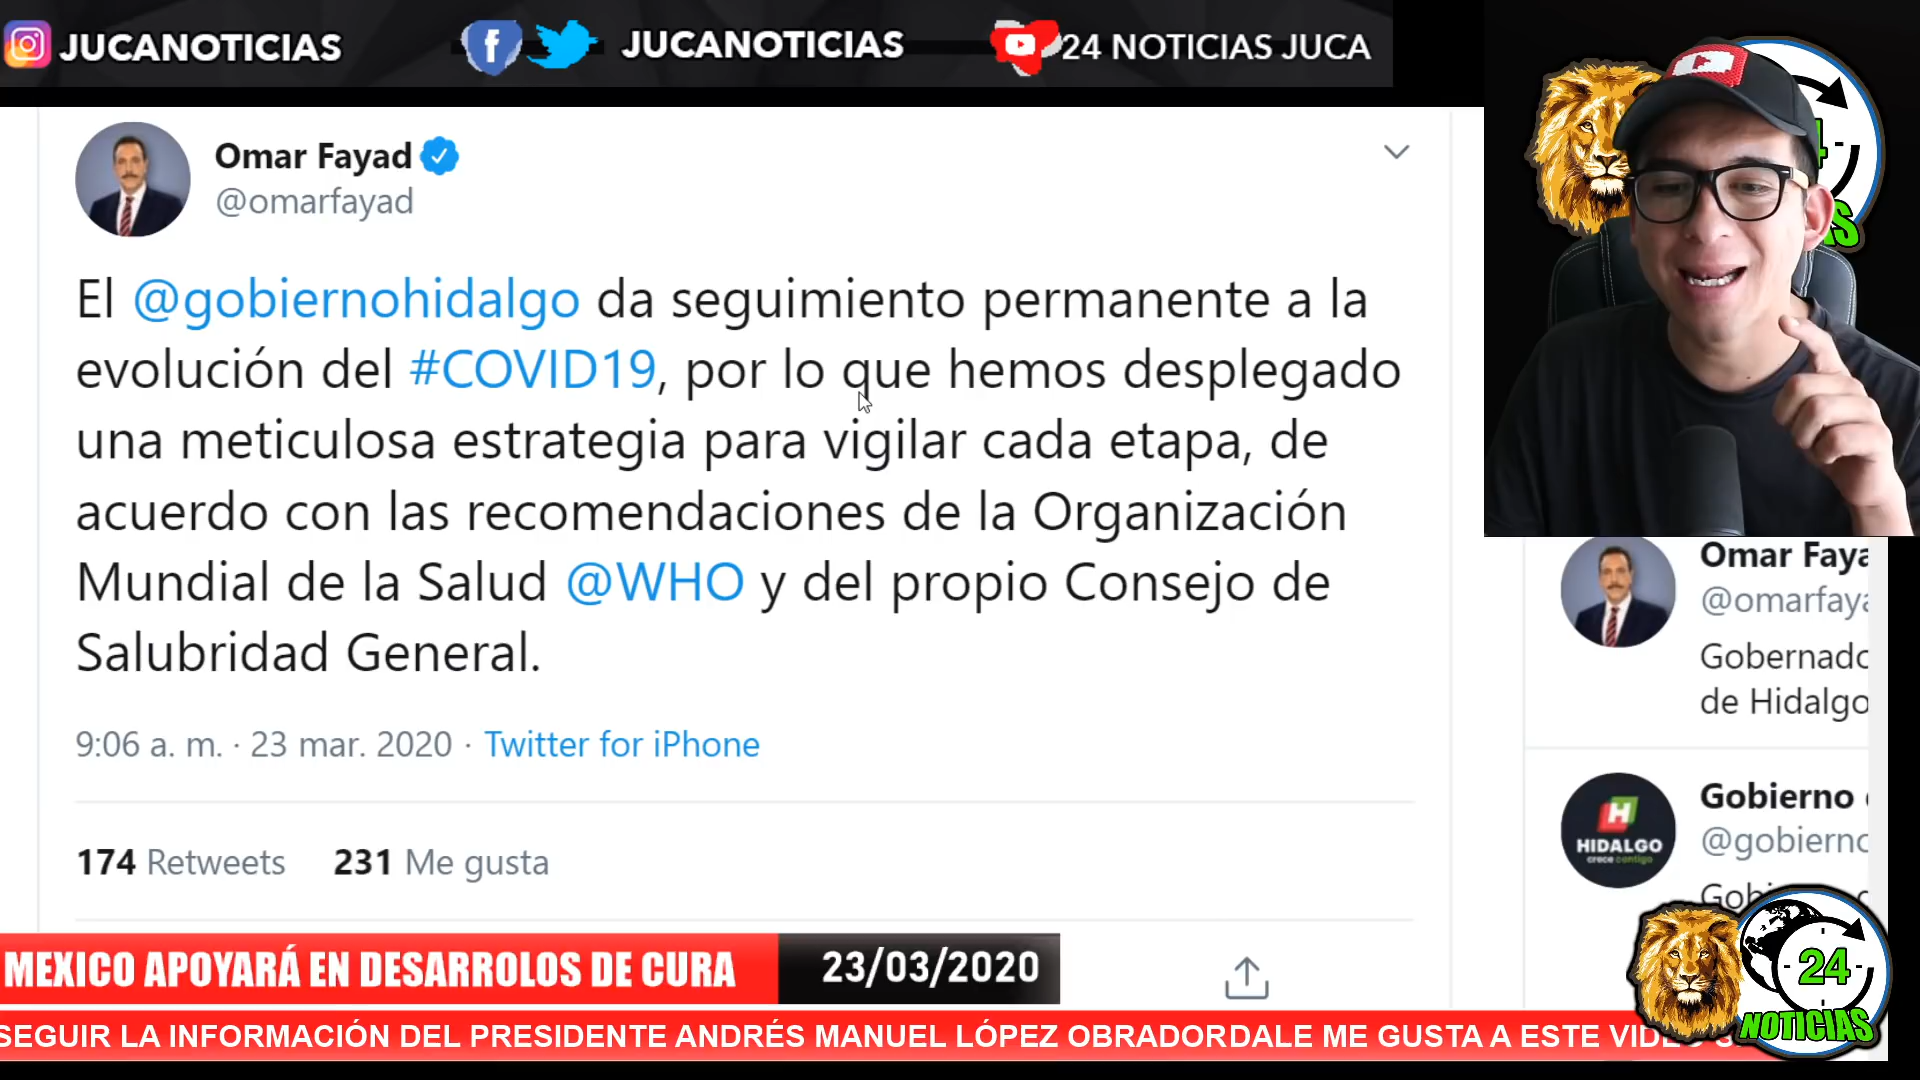 JUCANOTICIAS
JUCANOTICIAS
24 NOTICIAS JUCA
Omar Fayad
@omarfayad
El @gobiernohidalgo da seguimiento permanente a la
evolución del #COVID19, por lo que hemos desplegado
una meticulosa estrategia para vigilar cada etapa, de
acuerdo con las recomendaciones de la Organización
Mundial de la Salud @WHO y del propio Consejo de
Salubridad General.
9:06 a. m. · 23 mar. 2020 · Twitter for iPhone
174 Retweets 231 Me gusta
Omar Faya
@omarfaya
Gobernado
de Hidalgo
Gobierno
@gobierno
HIDALGO
crece contigo
MEXICO APOYARÁ EN DESARROLOS DE CURA
23/03/2020
SEGUIR LA INFORMACIÓN DEL PRESIDENTE ANDRÉS MANUEL LÓPEZ OBRADORDALE ME GUSTA A ESTE
24
NOTICIAS